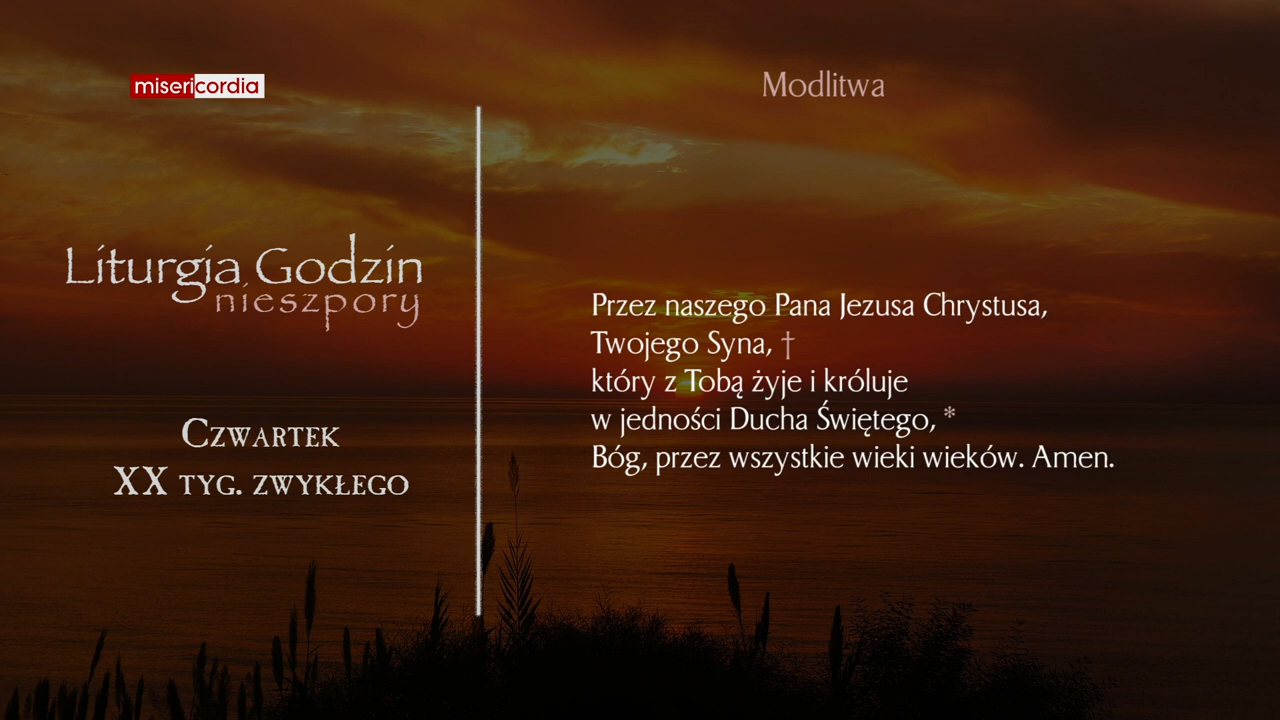 misericordia
Modlitwa
Liturgia Godzin
nieszpory
Czwartek
XX tyg. zwykłego
Przez naszego Pana Jezusa Chrystusa,
Twojego Syna, †
który z Tobą żyje i króluje
w jedności Ducha Świętego, *
Bóg, przez wszystkie wieki wieków. Amen.